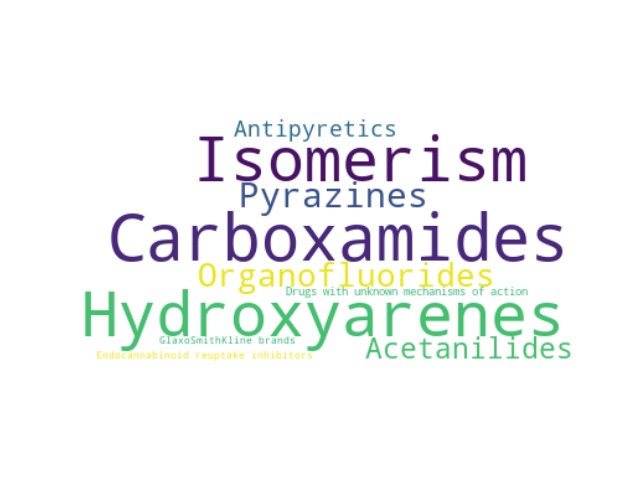 Antipyretics
Isomerism
Pyrazines
Carboxamides
Organofluorides
Drugs with unknown mechanisms of action
Hydroxyarenes
GlaxoSmithKline brands
Acetanilides
Endocannabinoid reuptake inhibitors